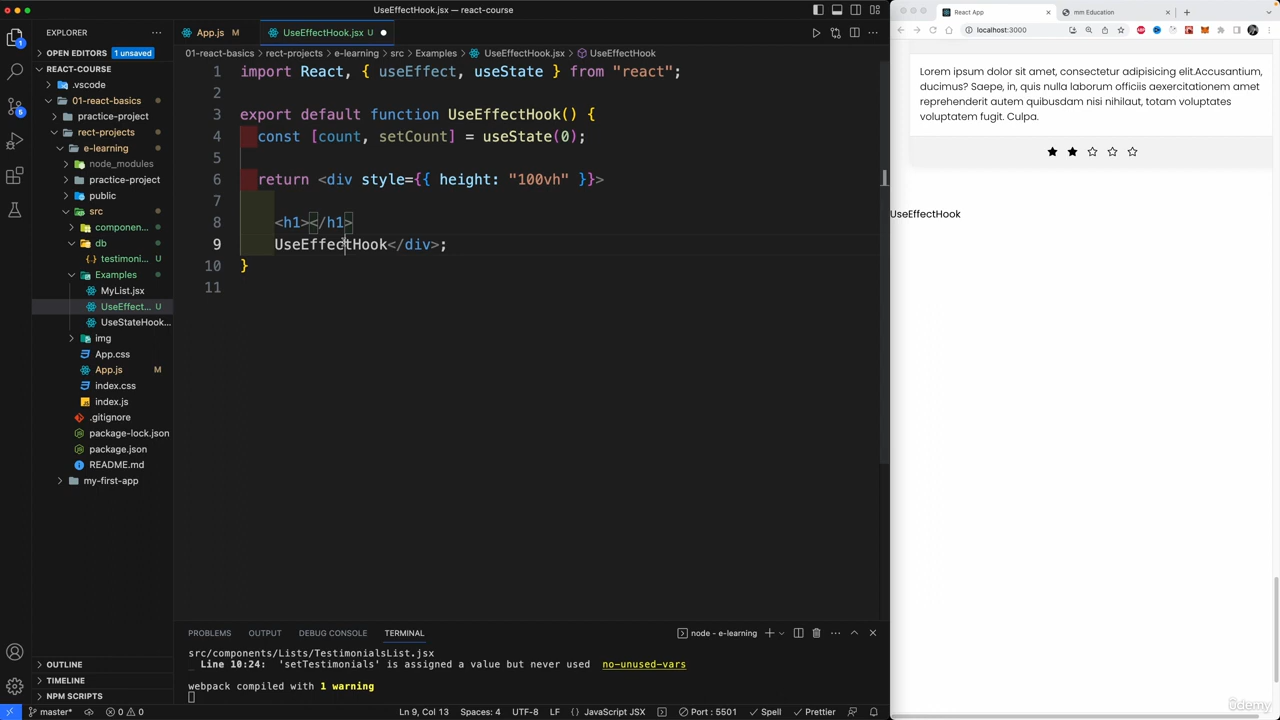 UseEffectHook.jsx — react-course
EXPLORER
App.js M
UseEffectHook.jsx U
React App
mm Education
localhost:3000
OPEN EDITORS 1 unsaved
01-react-basics > rect-projects > e-learning > src > Examples > UseEffectHook.jsx > UseEffectHook
REACT-COURSE
.vscode
01-react-basics
practice-project
rect-projects
e-learning
node_modules
practice-project
public
src
componen...
db
testimoni... U
Examples
MyList.jsx
UseEffect... U
UseStateHook...
img
App.css
App.js M
index.css
index.js
.gitignore
package-lock.json
package.json
README.md
my-first-app
OUTLINE
TIMELINE
NPM SCRIPTS
1 import React, { useEffect, useState } from "react";
2
3 export default function UseEffectHook() {
4 const [count, setCount] = useState(0);
5
6 return <div style={{ height: "100vh" }}>
7
8 <h1></h1>
9 UseEffectHook</div>;
10 }
11
PROBLEMS OUTPUT DEBUG CONSOLE TERMINAL
node - e-learning
src/components/Lists/TestimonialsList.jsx
Line 10:24: 'setTestimonials' is assigned a value but never used no-unused-vars
webpack compiled with 1 warning
master*
0 0
Ln 9, Col 13 Spaces: 4 UTF-8 LF {} JavaScript JSX Port : 5501 Spell Prettier
Lorem ipsum dolor sit amet, consectetur adipisicing elit.Accusantium,
ducimus? Saepe, in, quis nulla laborum officiis aexercitationem amet
reprehenderit autem quibusdam nisi nihilaut, totam voluptates
voluptatem fugit. Culpa.
UseEffectHook
ûdemy